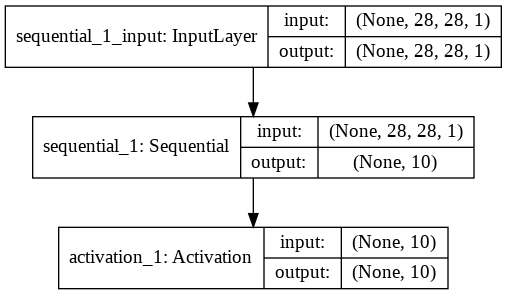 sequential_1_input: InputLayer
input: (None, 28, 28, 1)
output: (None, 28, 28, 1)
sequential_1: Sequential
input: (None, 28, 28, 1)
output: (None, 10)
activation_1: Activation
input: (None, 10)
output: (None, 10)